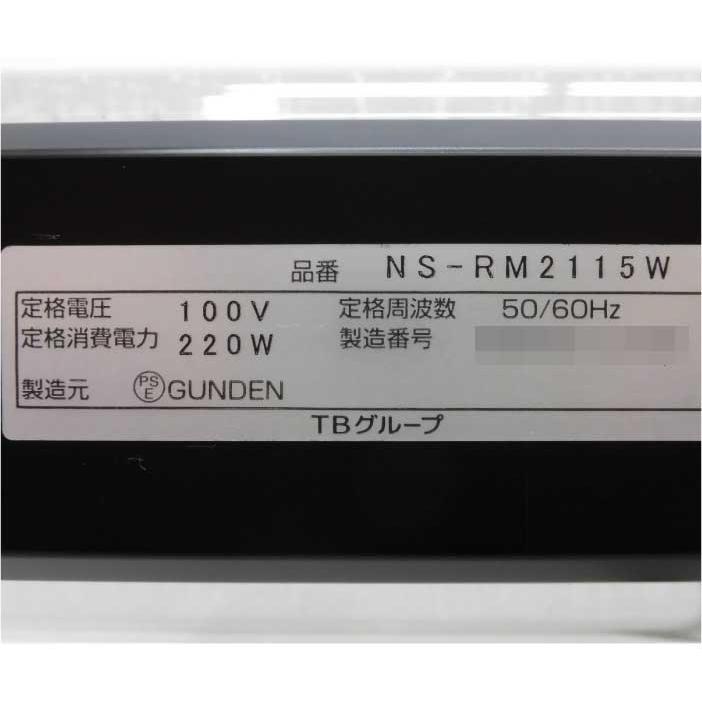 品番 NS-RM2115W
定格電圧 100V 定格周波数 50/60Hz
定格消費電力 220W 製造番号
製造元 PSE GUNDEN
TBグループ